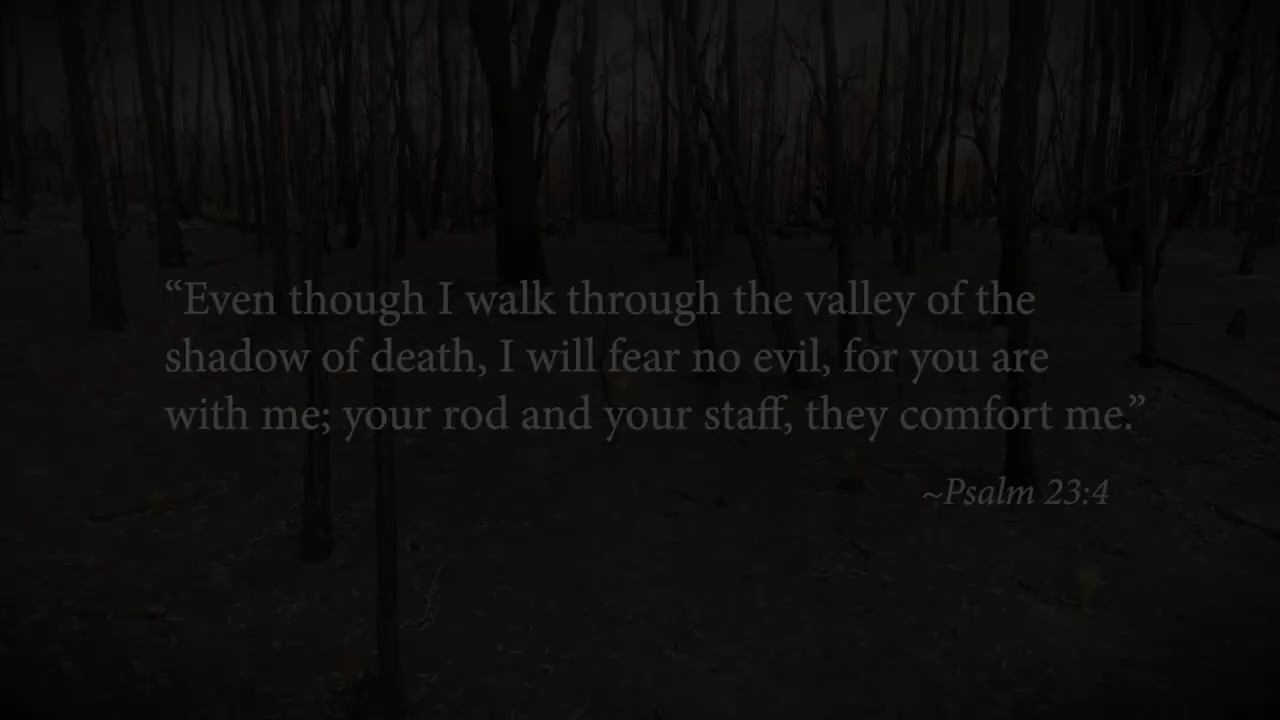 “Even though I walk through the valley of the
shadow of death, I will fear no evil, for you are
with me; your rod and your staff, they comfort me.”
~Psalm 23:4